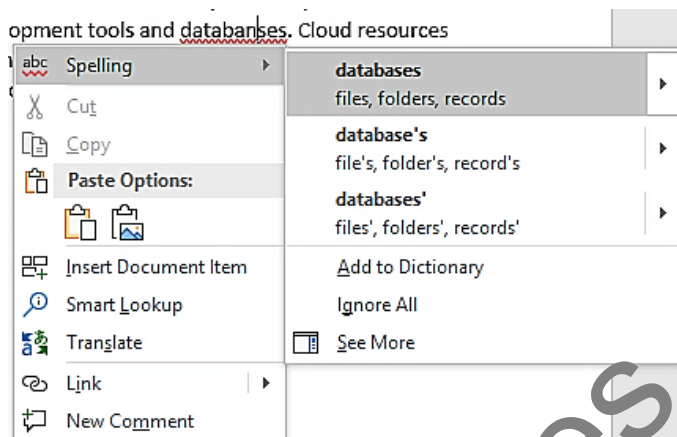 opment tools and databanses. Cloud resources
abc Spelling
Cut
Copy
Paste Options:
Insert Document Item
Smart Lookup
Translate
Link
New Comment
databases
files, folders, records
database's
file's, folder's, record's
databases'
files', folders', records'
Add to Dictionary
Ignore All
See More